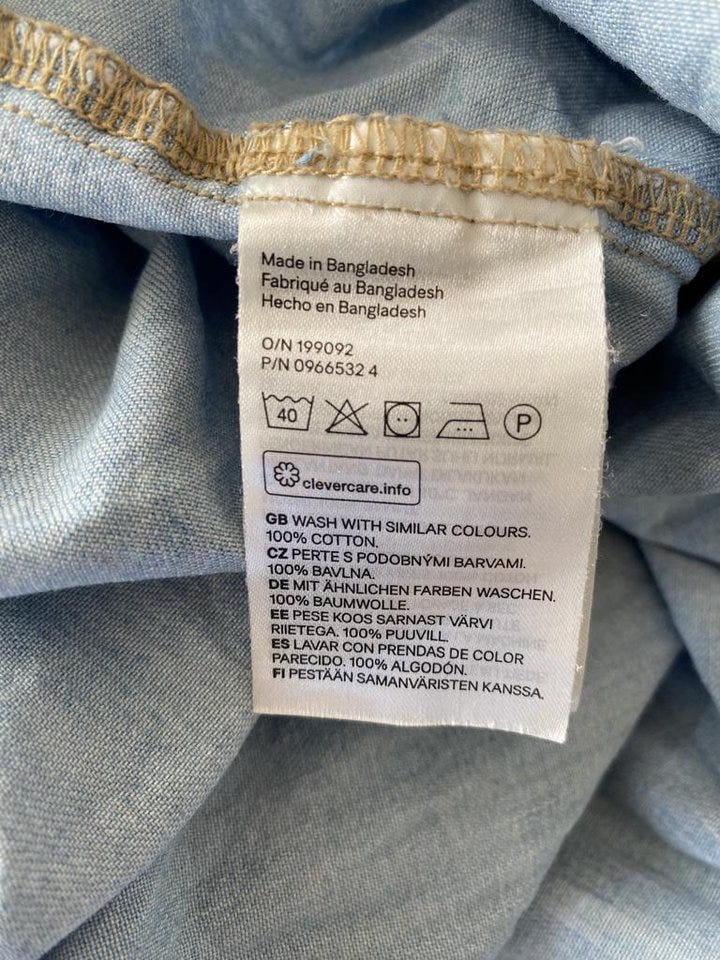 Made in Bangladesh
Fabriqué au Bangladesh
Hecho en Bangladesh
O/N 199092
P/N 0966532 4
40 P
clevercare.info
GB WASH WITH SIMILAR COLOURS.
100% COTTON.
CZ PERTE S PODOBNÝMI BARVAMI.
100% BAVLNA.
DE MIT ÄHNLICHEN FARBEN WASCHEN.
100% BAUMWOLLE.
EE PESE KOOS SARNAST VÄRVI
RIIETEGA. 100% PUUVILL.
ES LAVAR CON PRENDAS DE COLOR
PARECIDO. 100% ALGODÓN.
FI PESTÄÄN SAMANVÄRISTEN KANSSA.